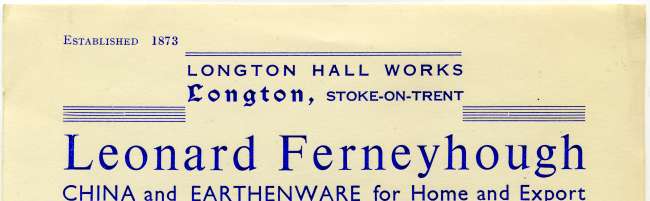 ESTABLISHED 1873
LONGTON HALL WORKS
Longton, STOKE-ON-TRENT
Leonard Ferneyhough
CHINA and EARTHENWARE for Home and Export